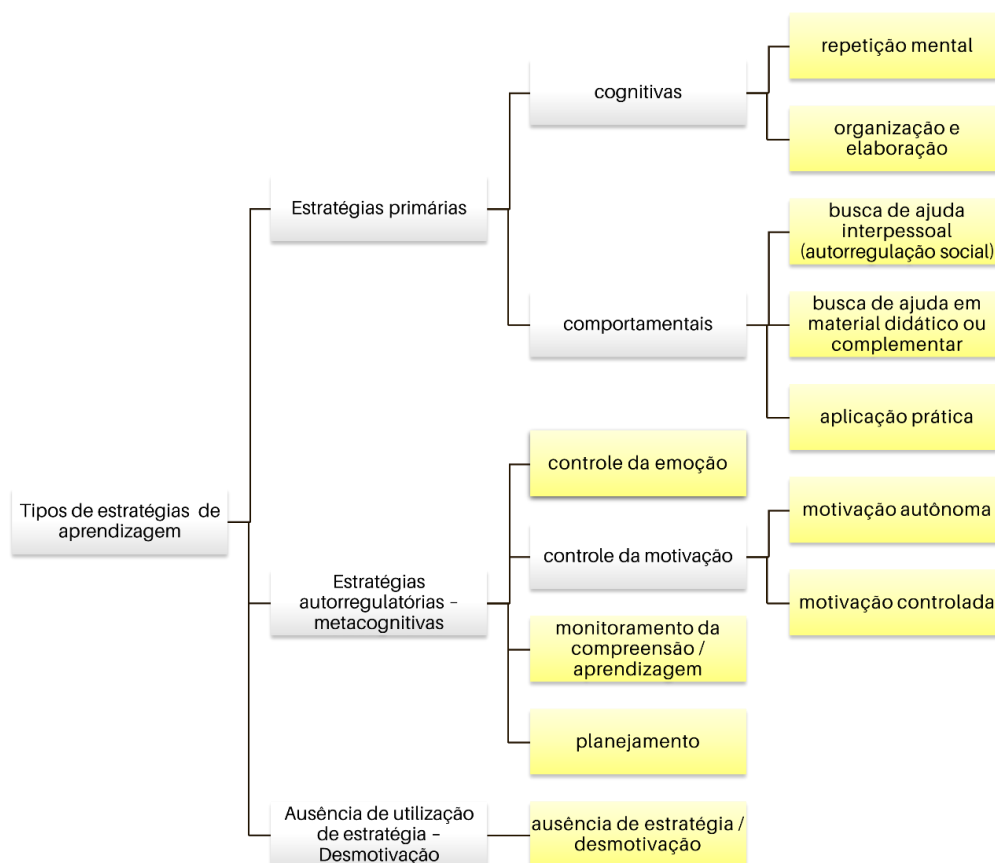 repetição mental
cognitivas
organização e
elaboração
Estratégias primárias
busca de ajuda
interpessoal
(autorregulação social)
comportamentais
busca de ajuda em
material didático ou
complementar
aplicação prática
Tipos de estratégias de
aprendizagem
controle da emoção
motivação autônoma
controle da motivação
Estratégias
autorregulatórias –
metacognitivas
motivação controlada
monitoramento da
compreensão /
aprendizagem
planejamento
Ausência de utilização
de estratégia –
Desmotivação
ausência de estratégia /
desmotivação